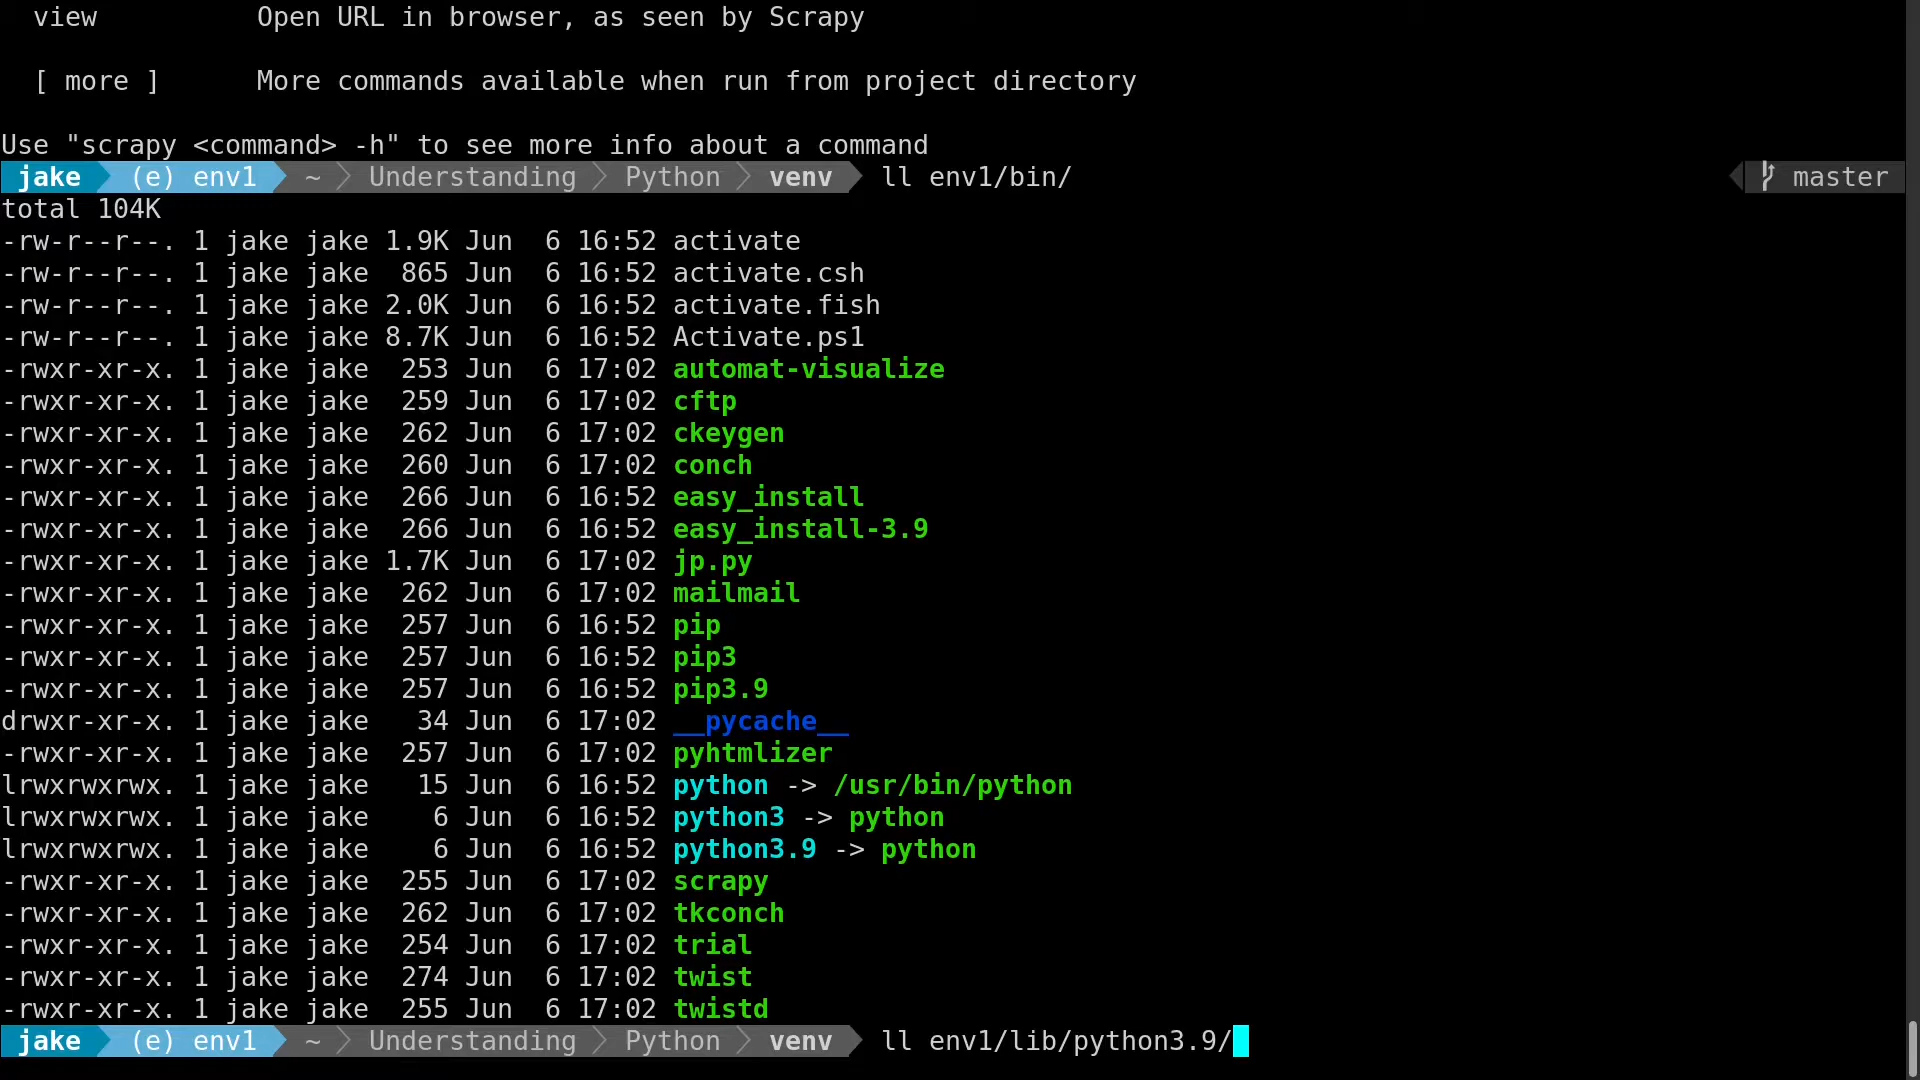 view          Open URL in browser, as seen by Scrapy
[ more ]      More commands available when run from project directory
Use "scrapy <command> -h" to see more info about a command
jake (e) env1 ~ Understanding Python venv ll env1/bin/ master
total 104K
-rw-r--r--. 1 jake jake 1.9K Jun  6 16:52 activate
-rw-r--r--. 1 jake jake  865 Jun  6 16:52 activate.csh
-rw-r--r--. 1 jake jake 2.0K Jun  6 16:52 activate.fish
-rw-r--r--. 1 jake jake 8.7K Jun  6 16:52 Activate.ps1
-rwxr-xr-x. 1 jake jake  253 Jun  6 17:02 automat-visualize
-rwxr-xr-x. 1 jake jake  259 Jun  6 17:02 cftp
-rwxr-xr-x. 1 jake jake  262 Jun  6 17:02 ckeygen
-rwxr-xr-x. 1 jake jake  260 Jun  6 17:02 conch
-rwxr-xr-x. 1 jake jake  266 Jun  6 16:52 easy_install
-rwxr-xr-x. 1 jake jake  266 Jun  6 16:52 easy_install-3.9
-rwxr-xr-x. 1 jake jake 1.7K Jun  6 17:02 jp.py
-rwxr-xr-x. 1 jake jake  262 Jun  6 17:02 mailmail
-rwxr-xr-x. 1 jake jake  257 Jun  6 16:52 pip
-rwxr-xr-x. 1 jake jake  257 Jun  6 16:52 pip3
-rwxr-xr-x. 1 jake jake  257 Jun  6 16:52 pip3.9
drwxr-xr-x. 1 jake jake   34 Jun  6 17:02 __pycache__
-rwxr-xr-x. 1 jake jake  257 Jun  6 17:02 pyhtmlizer
lrwxrwxrwx. 1 jake jake   15 Jun  6 16:52 python -> /usr/bin/python
lrwxrwxrwx. 1 jake jake    6 Jun  6 16:52 python3 -> python
lrwxrwxrwx. 1 jake jake    6 Jun  6 16:52 python3.9 -> python
-rwxr-xr-x. 1 jake jake  255 Jun  6 17:02 scrapy
-rwxr-xr-x. 1 jake jake  262 Jun  6 17:02 tkconch
-rwxr-xr-x. 1 jake jake  254 Jun  6 17:02 trial
-rwxr-xr-x. 1 jake jake  274 Jun  6 17:02 twist
-rwxr-xr-x. 1 jake jake  255 Jun  6 17:02 twistd
jake (e) env1 ~ Understanding Python venv ll env1/lib/python3.9/